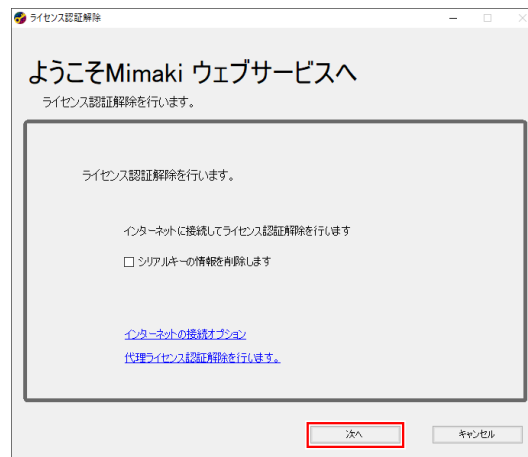 ライセンス認証解除
ようこそMimaki ウェブサービスへ
ライセンス認証解除を行います。
ライセンス認証解除を行います。
インターネットに接続してライセンス認証解除を行います
シリアルキーの情報を削除します
インターネットの接続オプション
代理ライセンス認証解除を行います。
次へ
キャンセル